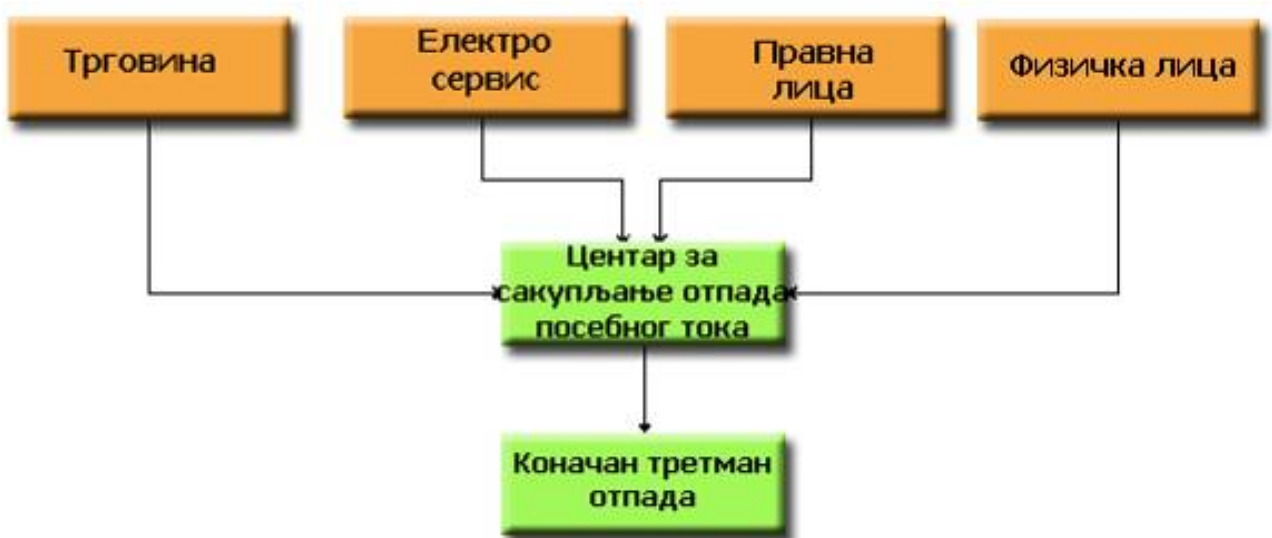 Трговина
Електро
сервис
Правна
лица
Физичка лица
Центар за
сакупљање отпада
посебног тока
Коначан третман
отпада